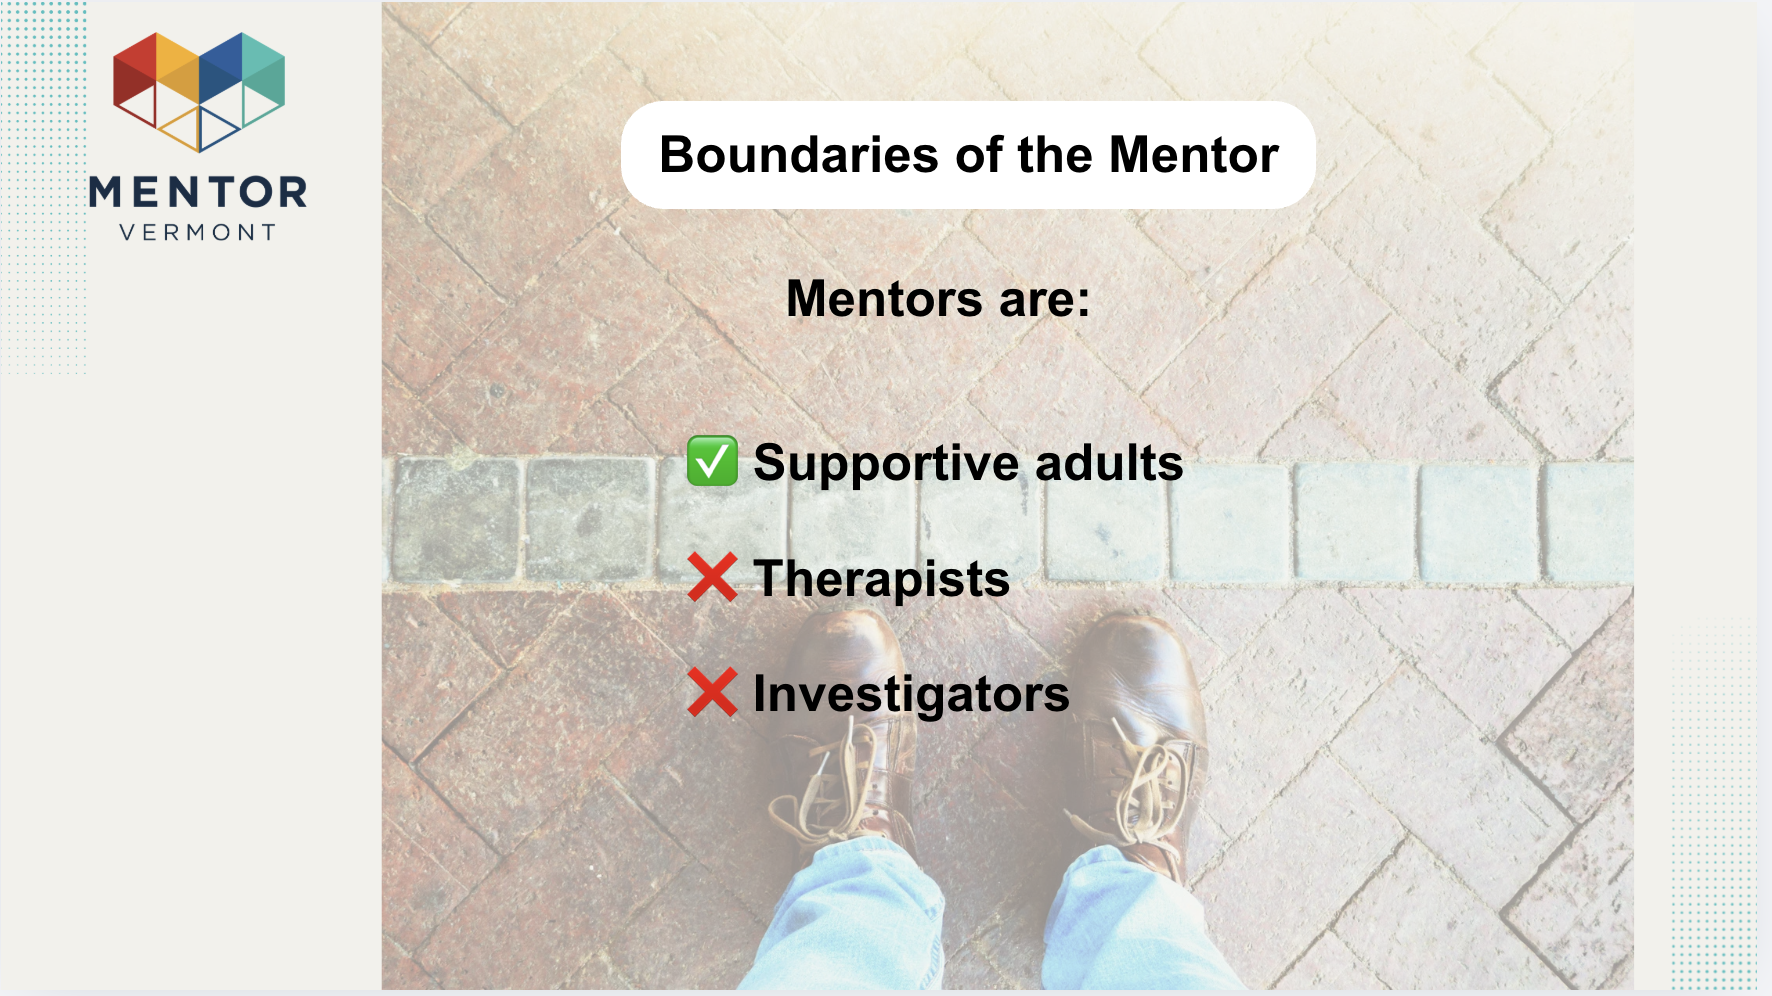 MENTOR
VERMONT
Boundaries of the Mentor
Mentors are:
✅ Supportive adults
❌ Therapists
❌ Investigators